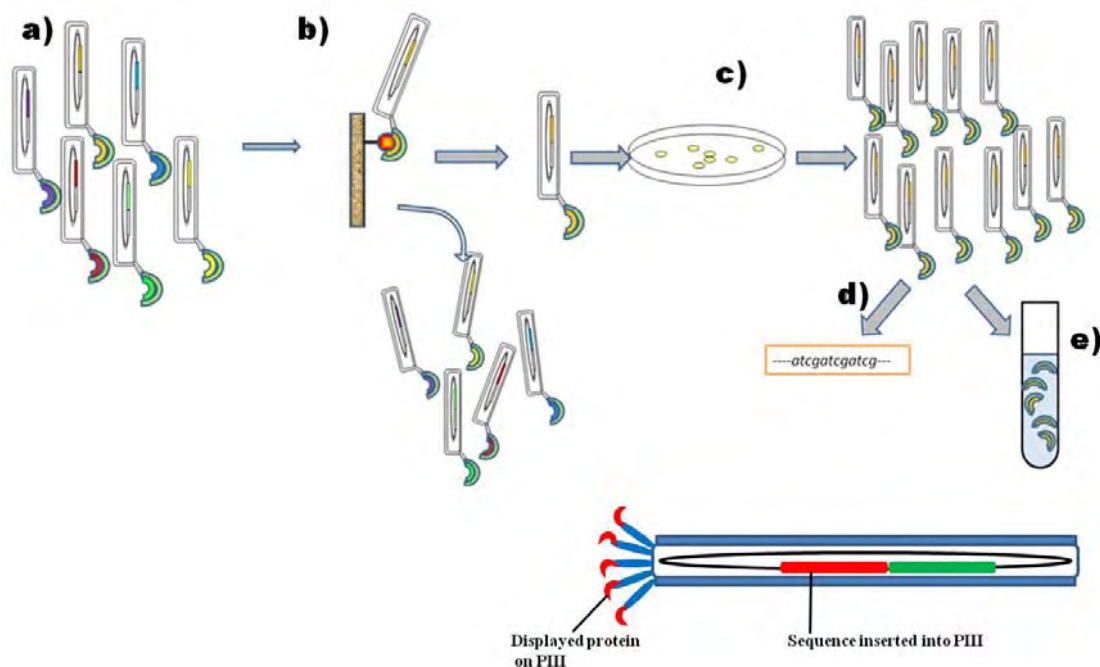 a)
b)
c)
d)
e)
----atcgatcgatcg---
Displayed protein
on PIII
Sequence inserted into PIII